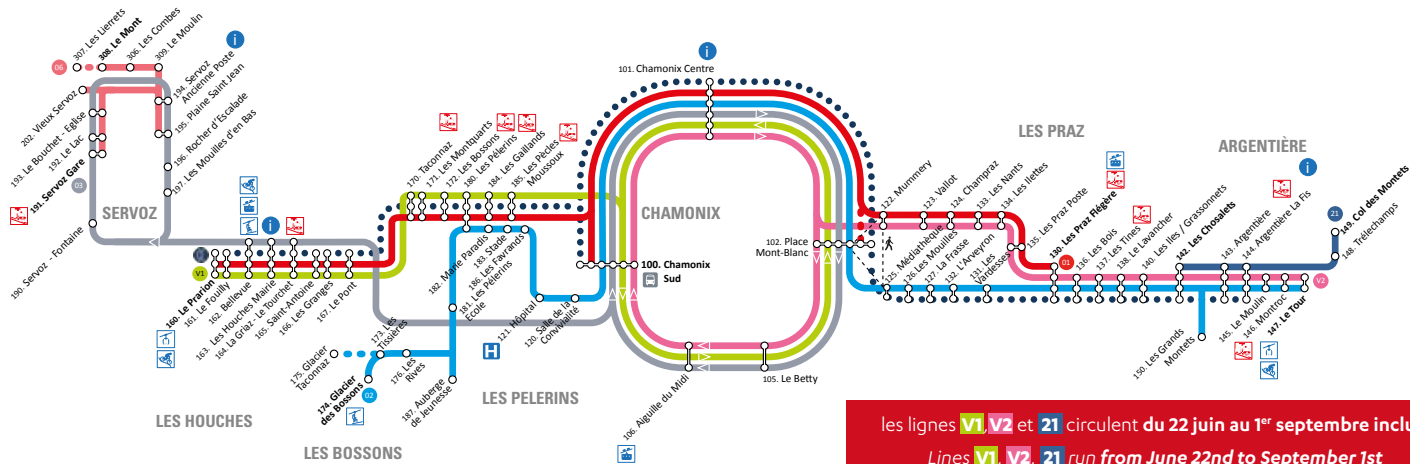 307. Les Lierrets
308. Le Mont
306. Les Combes
309. Le Moulin
06
i
194. Servoz
Ancienne Poste
195. Plaine Saint Jean
196. Rocher d'Escalade
197. Les Mouilles d'en Bas
202. Vieux Servoz
193. Le Bouchet - Eglise
192. Le Lac
191. Servoz Gare
03
190. Servoz - Fontaine
SERVOZ
i
V1
160. Le Prarion
161. Le Fouilly
162. Bellevue
163. Les Houches Mairie
164. La Griaz - Le Tournet
165. Saint-Antoine
166. Les Granges
167. Le Pont
LES HOUCHES
170. Taconnaz
171. Les Montquarts
172. Les Bossons
180. Les Pélerins
184. Les Gaillands
185. Les Pècles
Moussoux
182. Marie Paradis
183. Stade
186. Les Favrands
181. Les Pélerins
Ecole
121. Hôpital
H
120. Salle de la
Convivialité
173. Les
Tissières
175. Glacier
Taconnaz
174. Glacier
des Bossons
02
176. Les
Rives
187. Auberge
de Jeunesse
LES BOSSONS
LES PELERINS
i
101. Chamonix Centre
CHAMONIX
100. Chamonix
Sud
102. Place
Mont-Blanc
106. Aiguille du Midi
105. Le Betty
LES PRAZ
122. Mummery
123. Vallot
124. Champraz
133. Les Nants
134. Les Ilettes
135. Les Praz Poste
130. Les Praz Flégère
01
125. Médiathèque
126. Les Mouilles
127. La Frasse
132. L'Arveyron
131. Les
Verdesses
136. Les Bois
137. Les Tines
138. Le Lavancher
140. Les Iles / Grassonnets
142. Les Chosalets
ARGENTIÈRE
i
143. Argentière
144. Argentière La Fis
145. Le Moulin
146. Montroc
147. Le Tour
V2
21
149. Col des Montets
148. Trélechamps
150. Les Grands
Montets
les lignes V1, V2 et 21 circulent du 22 juin au 1er septembre inclu
Lines V1, V2, 21 run from June 22nd to September 1st